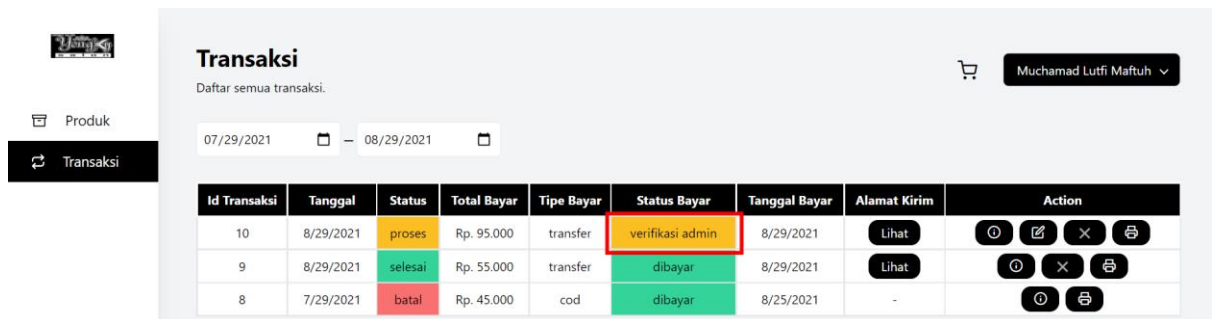 Yongky
Transaksi
Daftar semua transaksi.
Muchamad Lutfi Maftuh
Produk
Transaksi
07/29/2021 – 08/29/2021
Id Transaksi Tanggal Status Total Bayar Tipe Bayar Status Bayar Tanggal Bayar Alamat Kirim Action
10 8/29/2021 proses Rp. 95.000 transfer verifikasi admin 8/29/2021 Lihat
9 8/29/2021 selesai Rp. 55.000 transfer dibayar 8/29/2021 Lihat
8 7/29/2021 batal Rp. 45.000 cod dibayar 8/25/2021 -